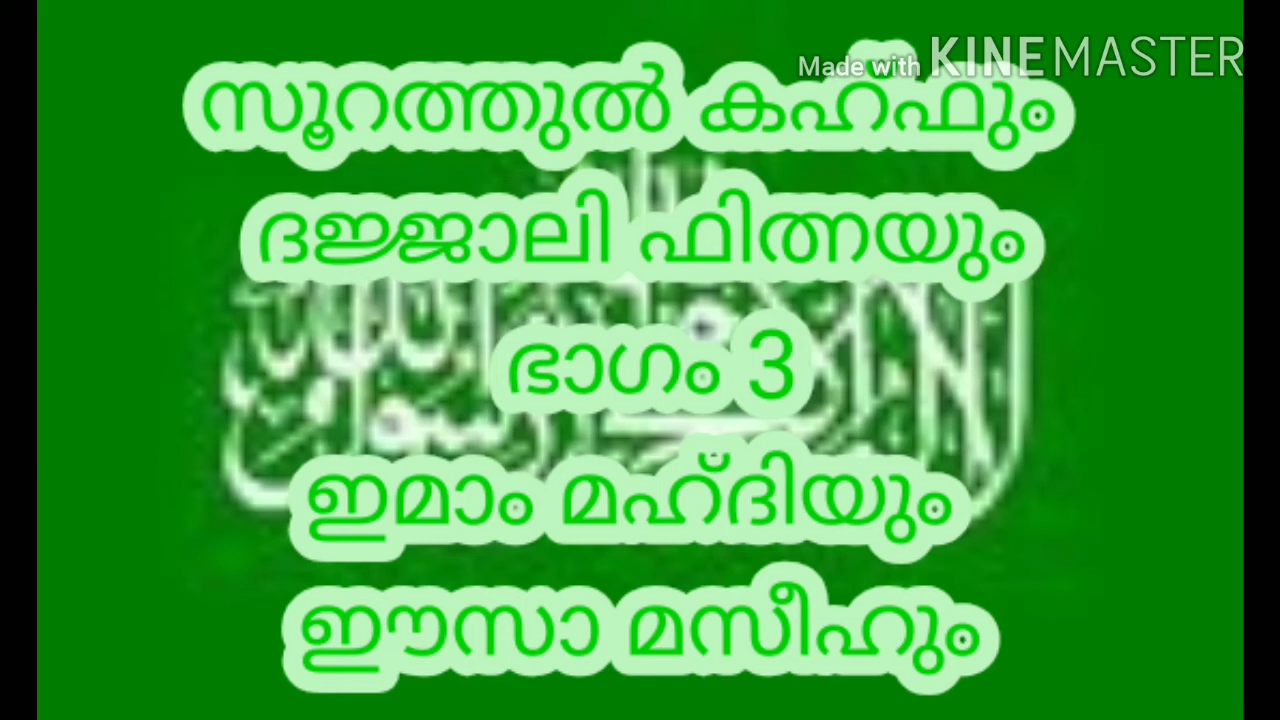 Made with KINEMASTER
സൂറത്തുൽ കഹ്ഫും
ദജ്ജാലി ഫിത്നയും
ഭാഗം 3
ഇമാം മഹ്ദിയും
ഈസാ മസീഹും